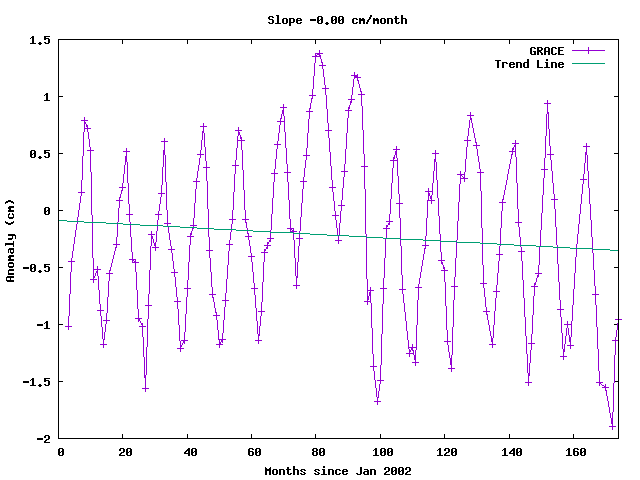 Slope -0.00 cm/month
GRACE
Trend Line
1.5
1
0.5
0
-0.5
-1
-1.5
-2
Anomaly (cm)
0 20 40 60 80 100 120 140 160
Months since Jan 2002